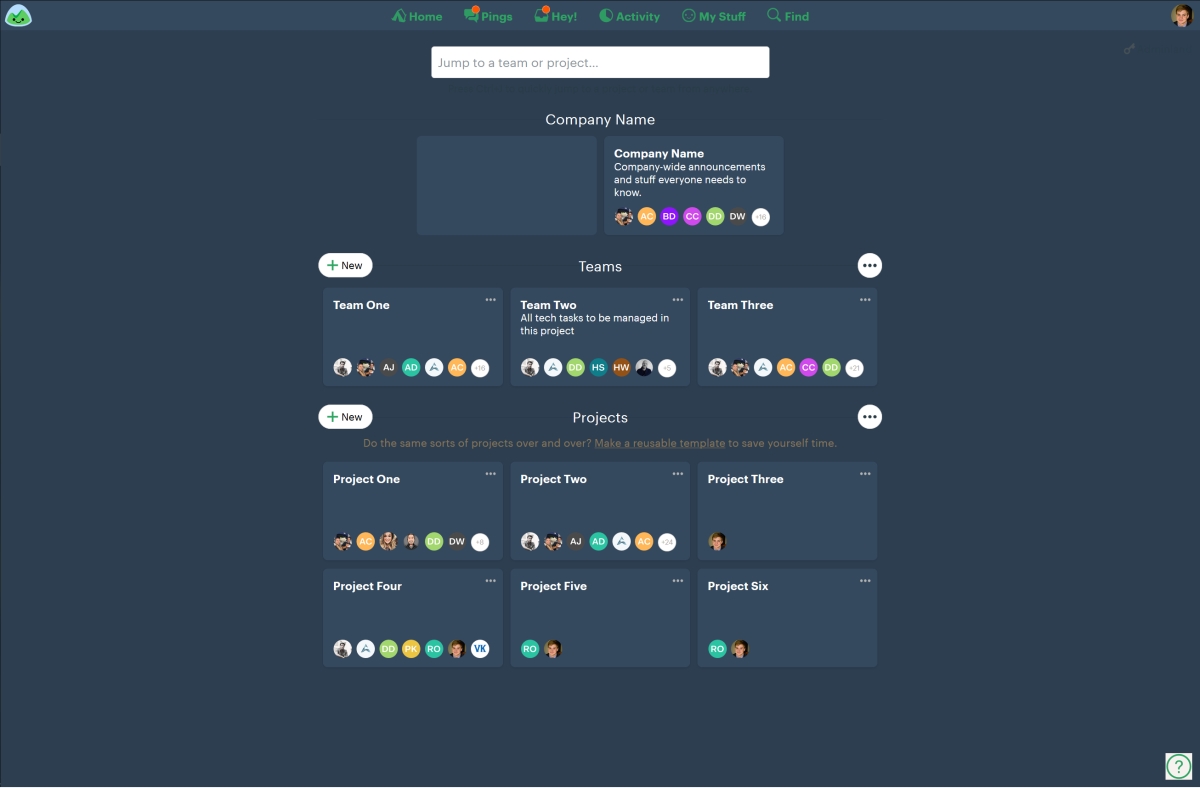 Home
Pings
Hey!
Activity
My Stuff
Find
Jump to a team or project...
Company Name
Company Name
Company-wide announcements
and stuff everyone needs to
know.
AC BD CC DD DW +16
New
Teams
Team One
AJ AD AC +16
Team Two
All tech tasks to be managed in
this project
DD HS HW +5
Team Three
AC CC DD +21
New
Projects
Do the same sorts of projects over and over? Make a reusable template to save yourself time.
Project One
AC DD DW +8
Project Two
AJ AD AC +24
Project Three
Project Four
DD PK RO VK
Project Five
RO
Project Six
RO
?